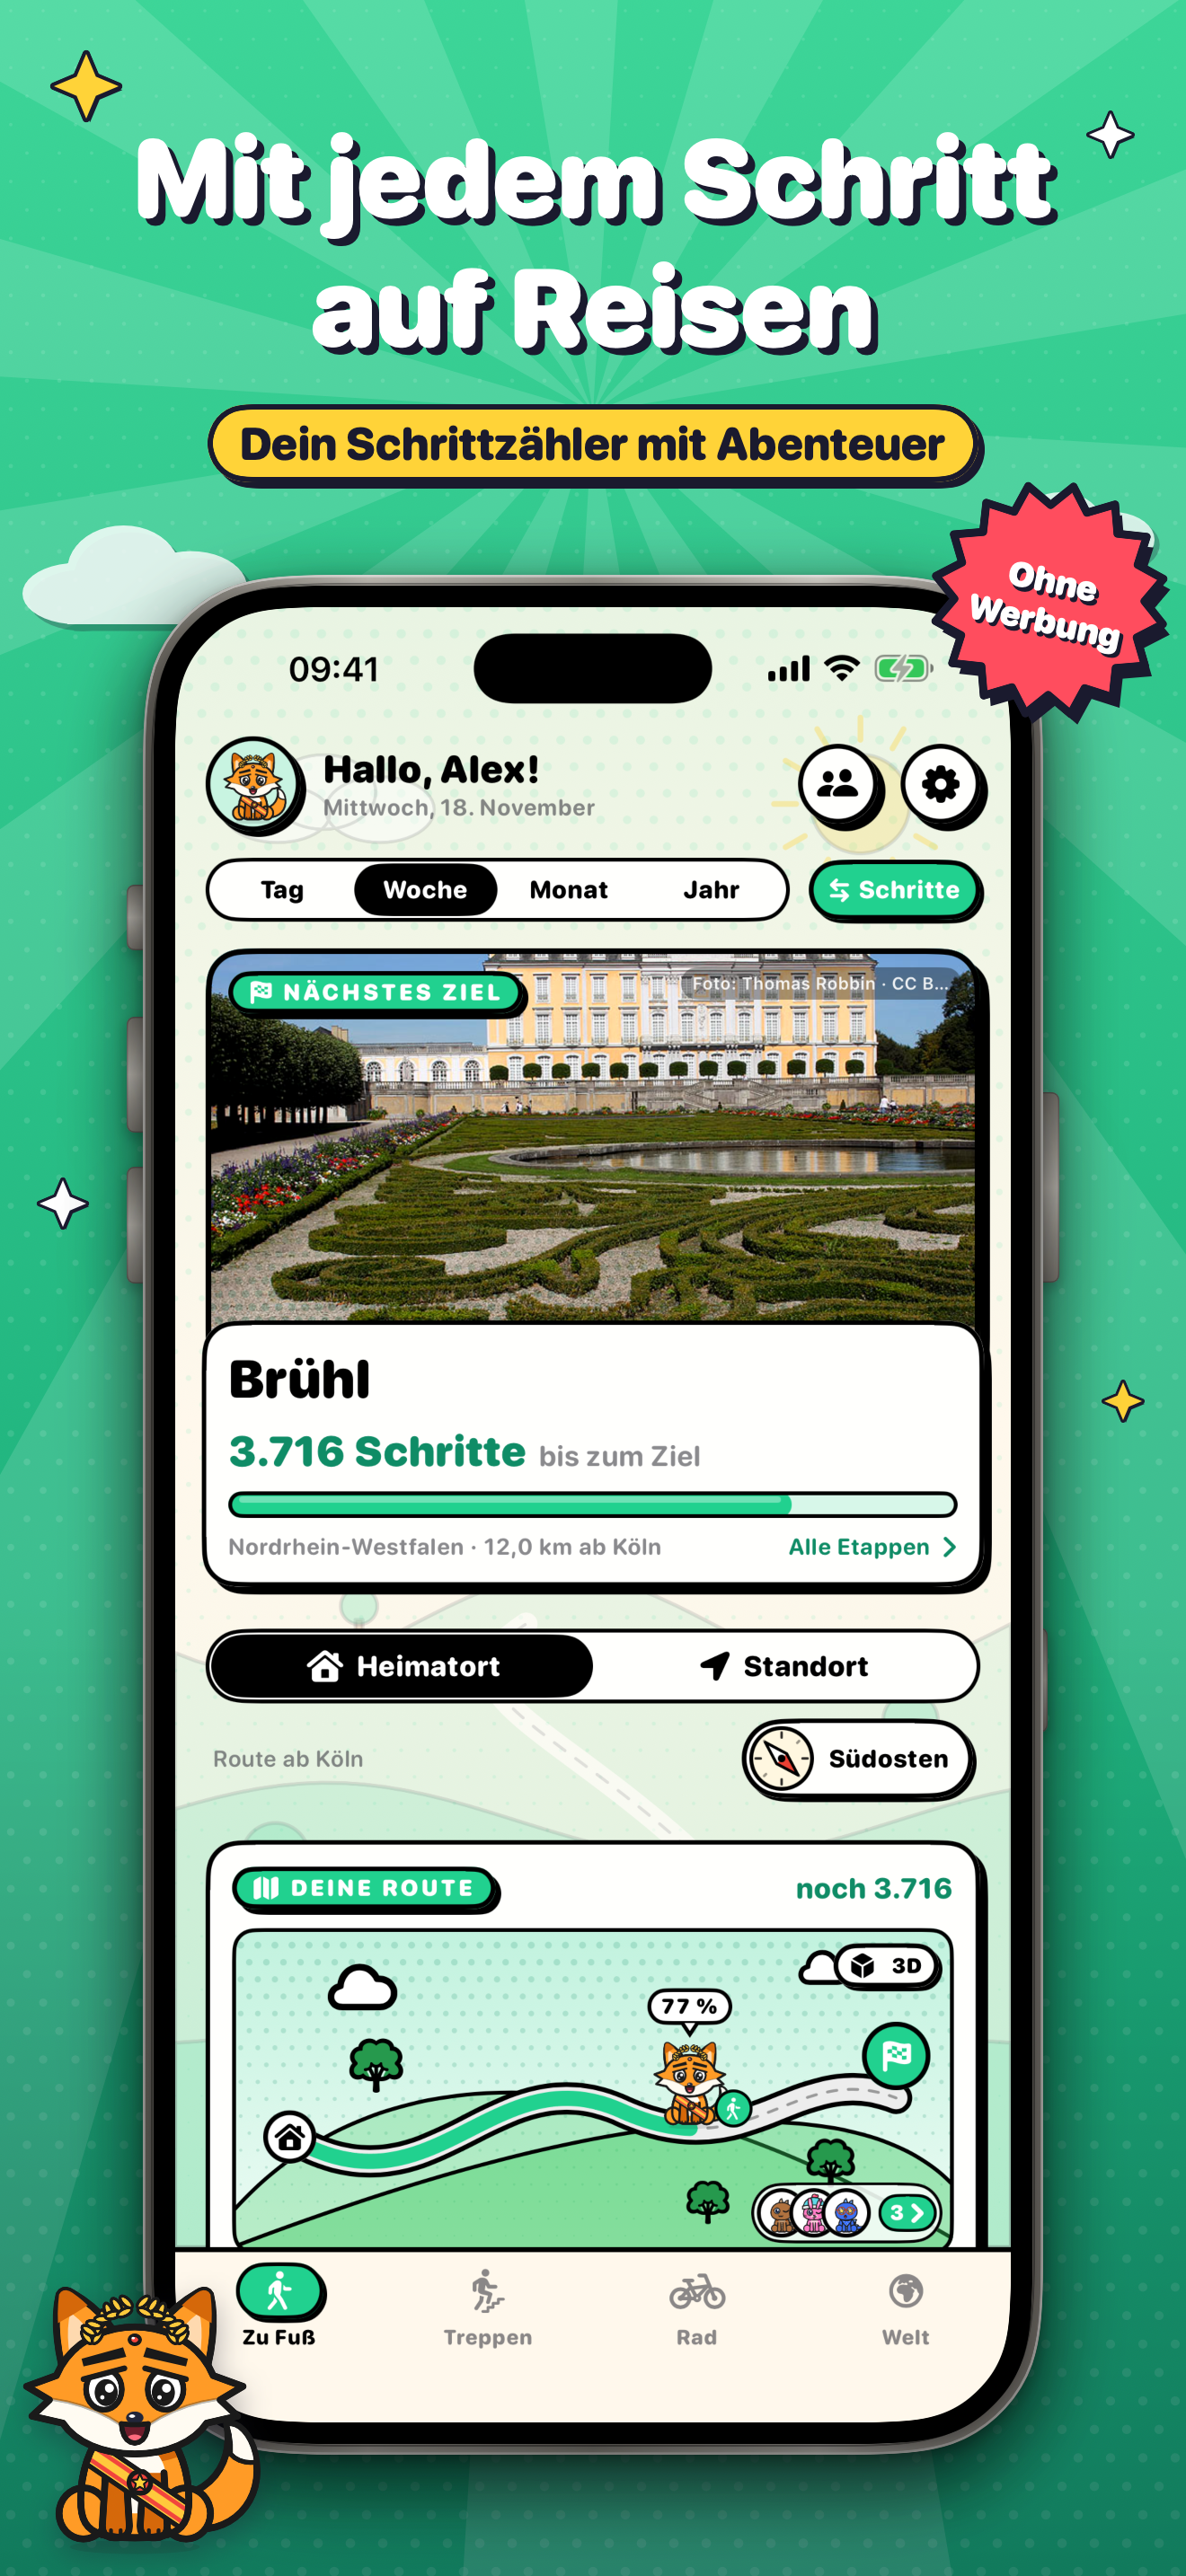 Mit jedem Schritt
auf Reisen
Dein Schrittzähler mit Abenteuer
Ohne
Werbung
09:41
Hallo, Alex!
Mittwoch, 18. November
Tag Woche Monat Jahr Schritte
NÄCHSTES ZIEL
Foto: Thomas Robbin · CC B...
Brühl
3.716 Schritte bis zum Ziel
Nordrhein-Westfalen · 12,0 km ab Köln Alle Etappen
Heimatort Standort
Route ab Köln Südosten
DEINE ROUTE noch 3.716
3D
77 %
3
Zu Fuß Treppen Rad Welt